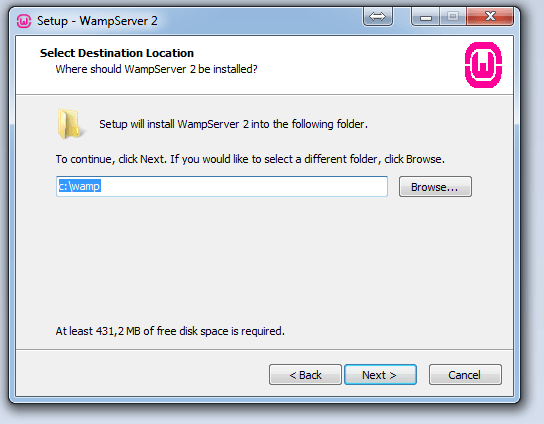 Setup - WampServer 2
Select Destination Location
Where should WampServer 2 be installed?
W
Setup will install WampServer 2 into the following folder.
To continue, click Next. If you would like to select a different folder, click Browse.
c:\wamp
Browse...
At least 431,2 MB of free disk space is required.
< Back
Next >
Cancel